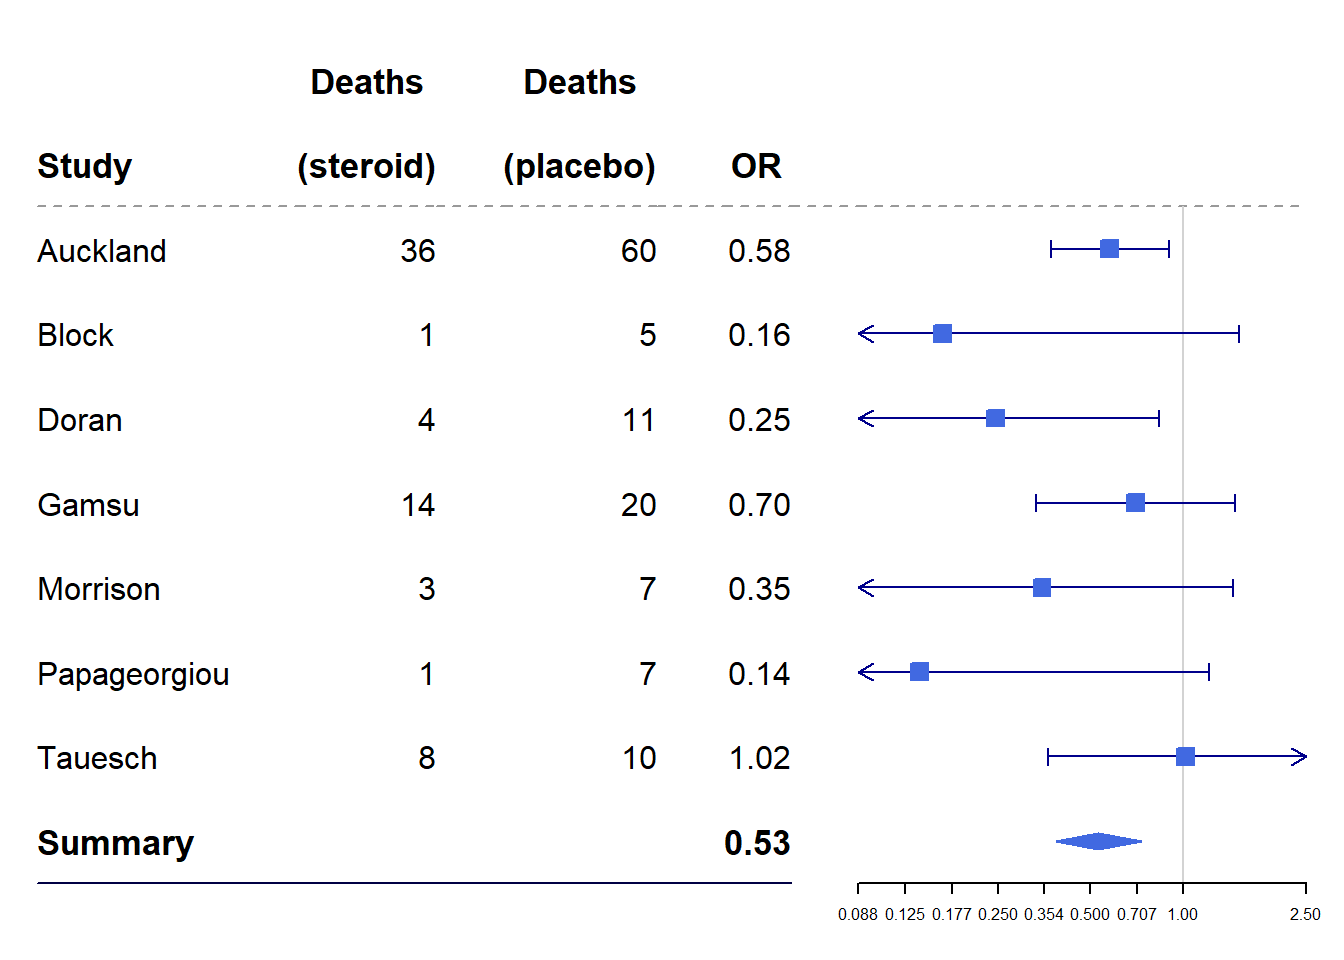 Deaths Deaths
Study (steroid) (placebo) OR
Auckland 36 60 0.58
Block 1 5 0.16
Doran 4 11 0.25
Gamsu 14 20 0.70
Morrison 3 7 0.35
Papageorgiou 1 7 0.14
Tauesch 8 10 1.02
Summary 0.53
0.088 0.125 0.177 0.250 0.354 0.500 0.707 1.00 2.50